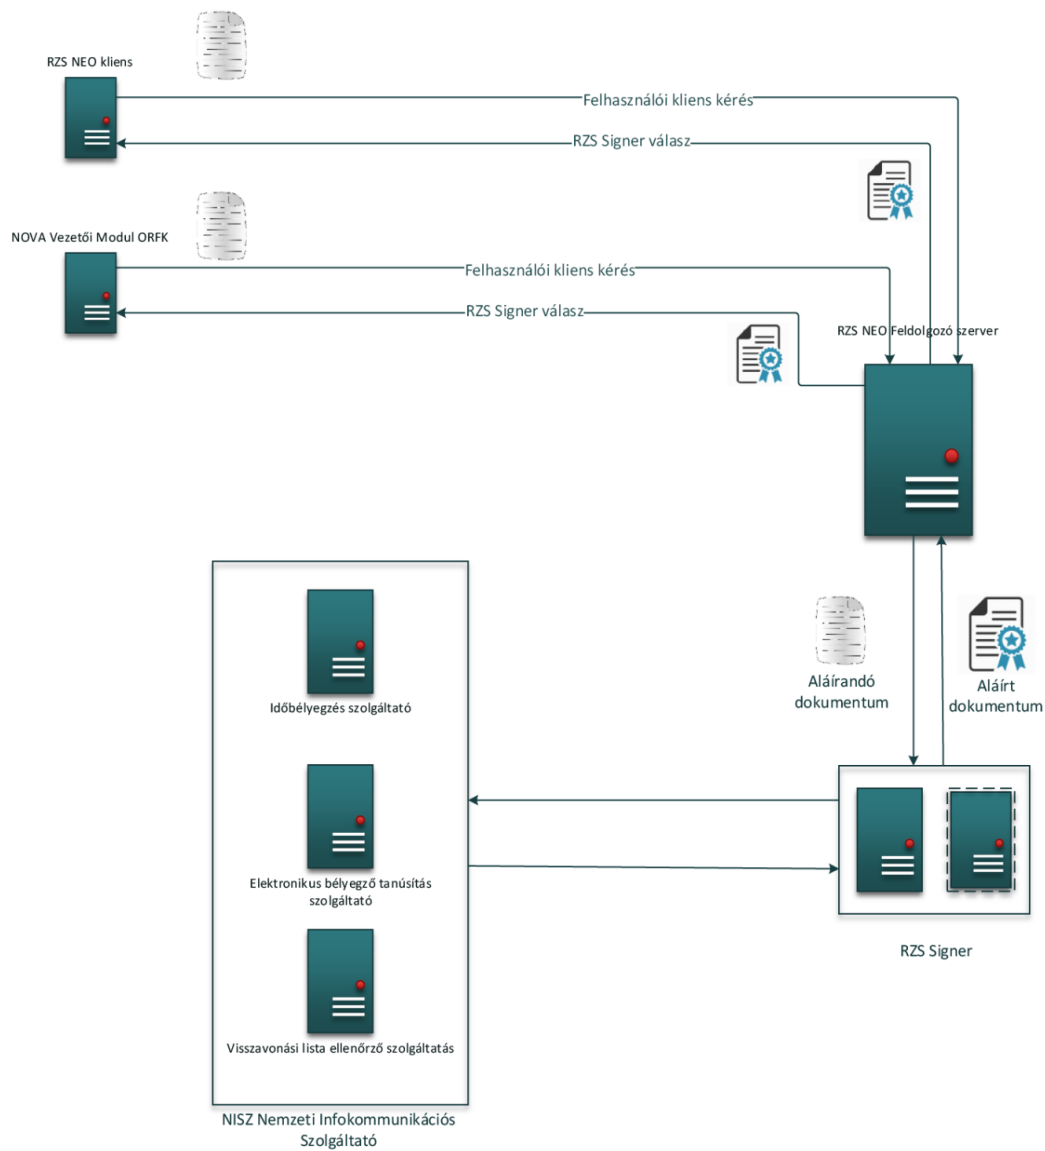 RZS NEO kliens
Felhasználói kliens kérés
RZS Signer válasz
NOVA Vezetői Modul ORFK
Felhasználói kliens kérés
RZS Signer válasz
RZS NEO Feldolgozó szerver
Aláírandó
dokumentum
Aláírt
dokumentum
Időbélyegzés szolgáltató
Elektronikus bélyegző tanúsítás
szolgáltató
RZS Signer
Visszavonási lista ellenőrző szolgáltatás
NISZ Nemzeti Infokommunikációs
Szolgáltató